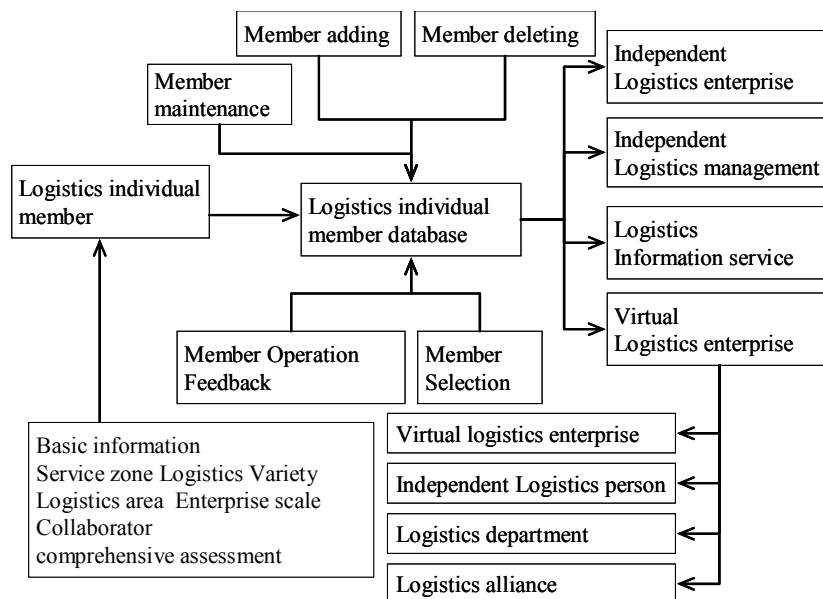 Member adding
Member deleting
Member
maintenance
Independent
Logistics enterprise
Independent
Logistics management
Logistics individual
member
Logistics individual
member database
Logistics
Information service
Virtual
Logistics enterprise
Member Operation
Feedback
Member
Selection
Basic information
Service zone Logistics Variety
Logistics area Enterprise scale
Collaborator
comprehensive assessment
Virtual logistics enterprise
Independent Logistics person
Logistics department
Logistics alliance